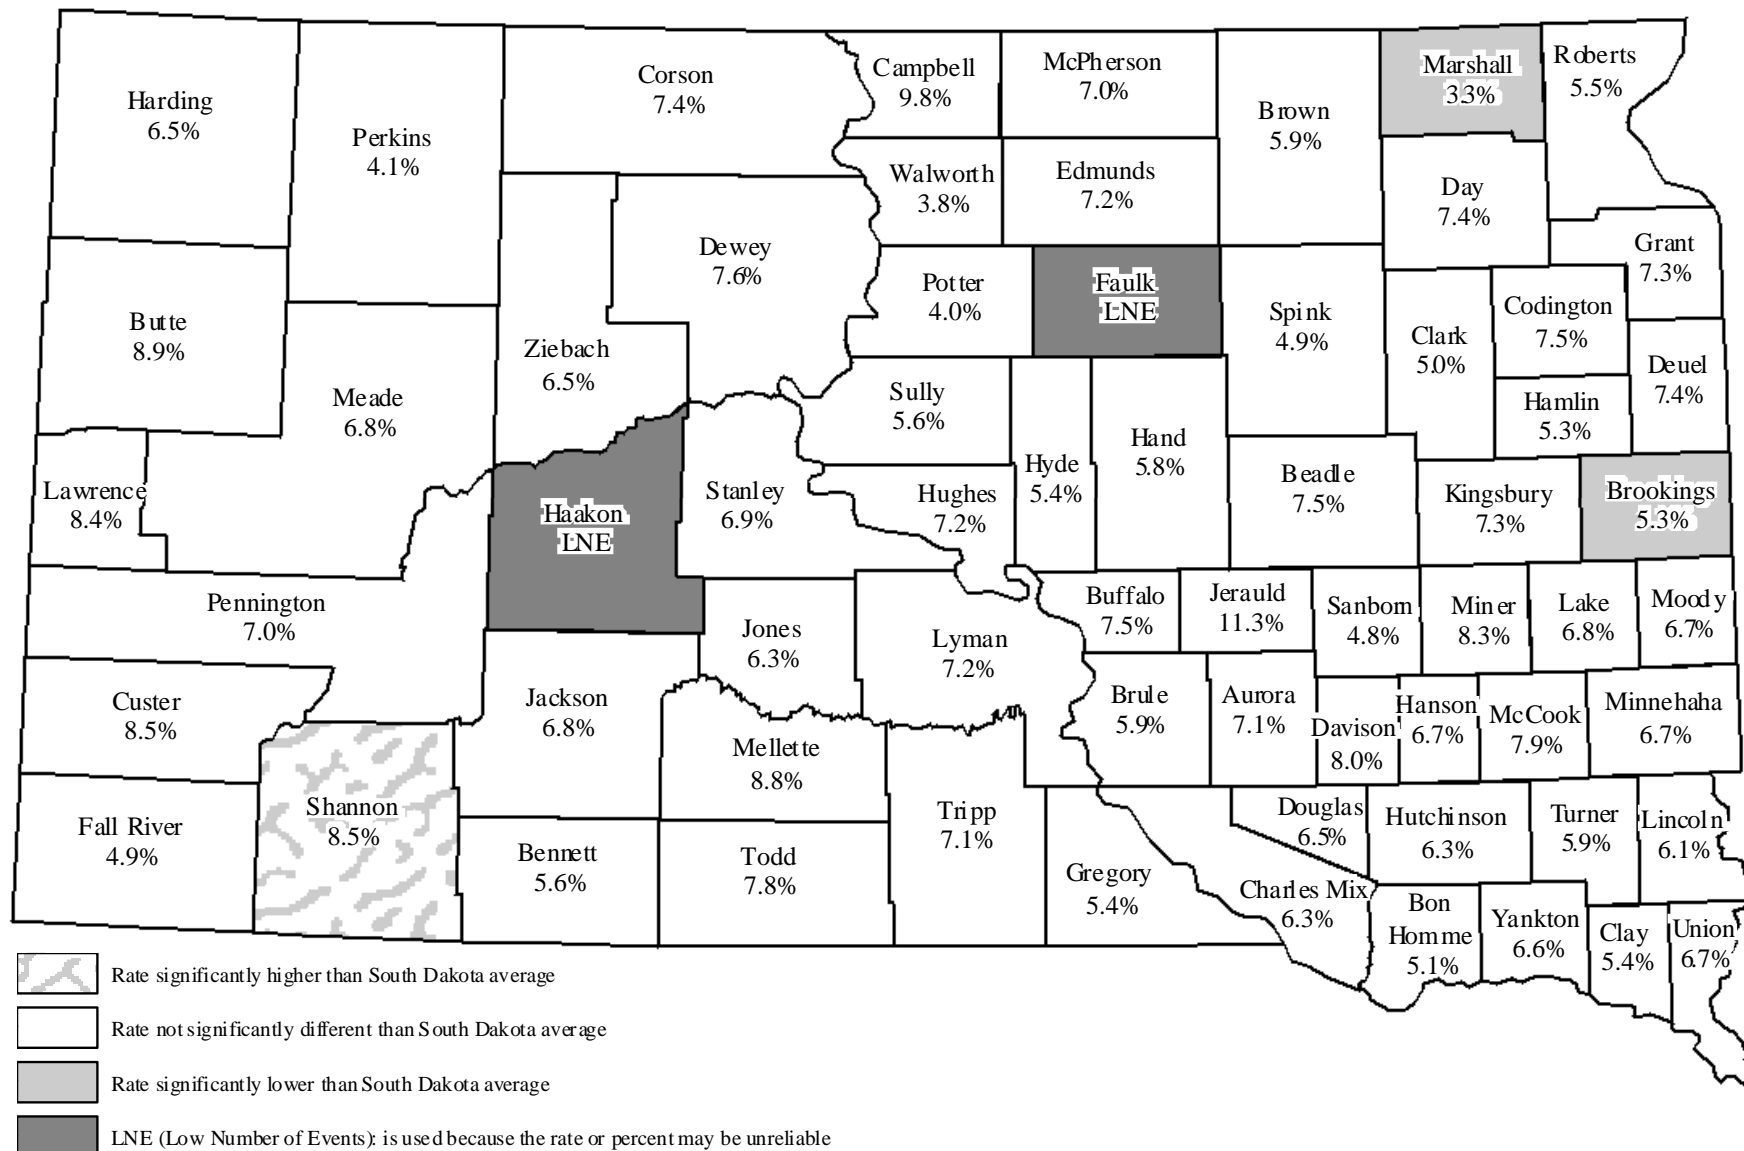 Harding
6.5%
Perkins
4.1%
Corson
7.4%
Campbell
9.8%
McPherson
7.0%
Brown
5.9%
Marshall
3.3%
Roberts
5.5%
Walworth
3.8%
Edmunds
7.2%
Day
7.4%
Grant
7.3%
Butte
8.9%
Meade
6.8%
Ziebach
6.5%
Dewey
7.6%
Potter
4.0%
Faulk
LNE
Spink
4.9%
Clark
5.0%
Codington
7.5%
Deuel
7.4%
Hamlin
5.3%
Lawrence
8.4%
Haakon
LNE
Stanley
6.9%
Sully
5.6%
Hughes
7.2%
Hyde
5.4%
Hand
5.8%
Beadle
7.5%
Kingsbury
7.3%
Brookings
5.3%
Pennington
7.0%
Jones
6.3%
Lyman
7.2%
Buffalo
7.5%
Jerauld
11.3%
Sanborn
4.8%
Miner
8.3%
Lake
6.8%
Moody
6.7%
Custer
8.5%
Jackson
6.8%
Mellette
8.8%
Brule
5.9%
Aurora
7.1%
Davison
8.0%
Hanson
6.7%
McCook
7.9%
Minnehaha
6.7%
Fall River
4.9%
Shannon
8.5%
Bennett
5.6%
Todd
7.8%
Tripp
7.1%
Gregory
5.4%
Charles Mix
6.3%
Douglas
6.5%
Hutchinson
6.3%
Turner
5.9%
Lincoln
6.1%
Bon
Homme
5.1%
Yankton
6.6%
Clay
5.4%
Union
6.7%
Rate significantly higher than South Dakota average
Rate not significantly different than South Dakota average
Rate significantly lower than South Dakota average
LNE (Low Number of Events): is used because the rate or percent may be unreliable